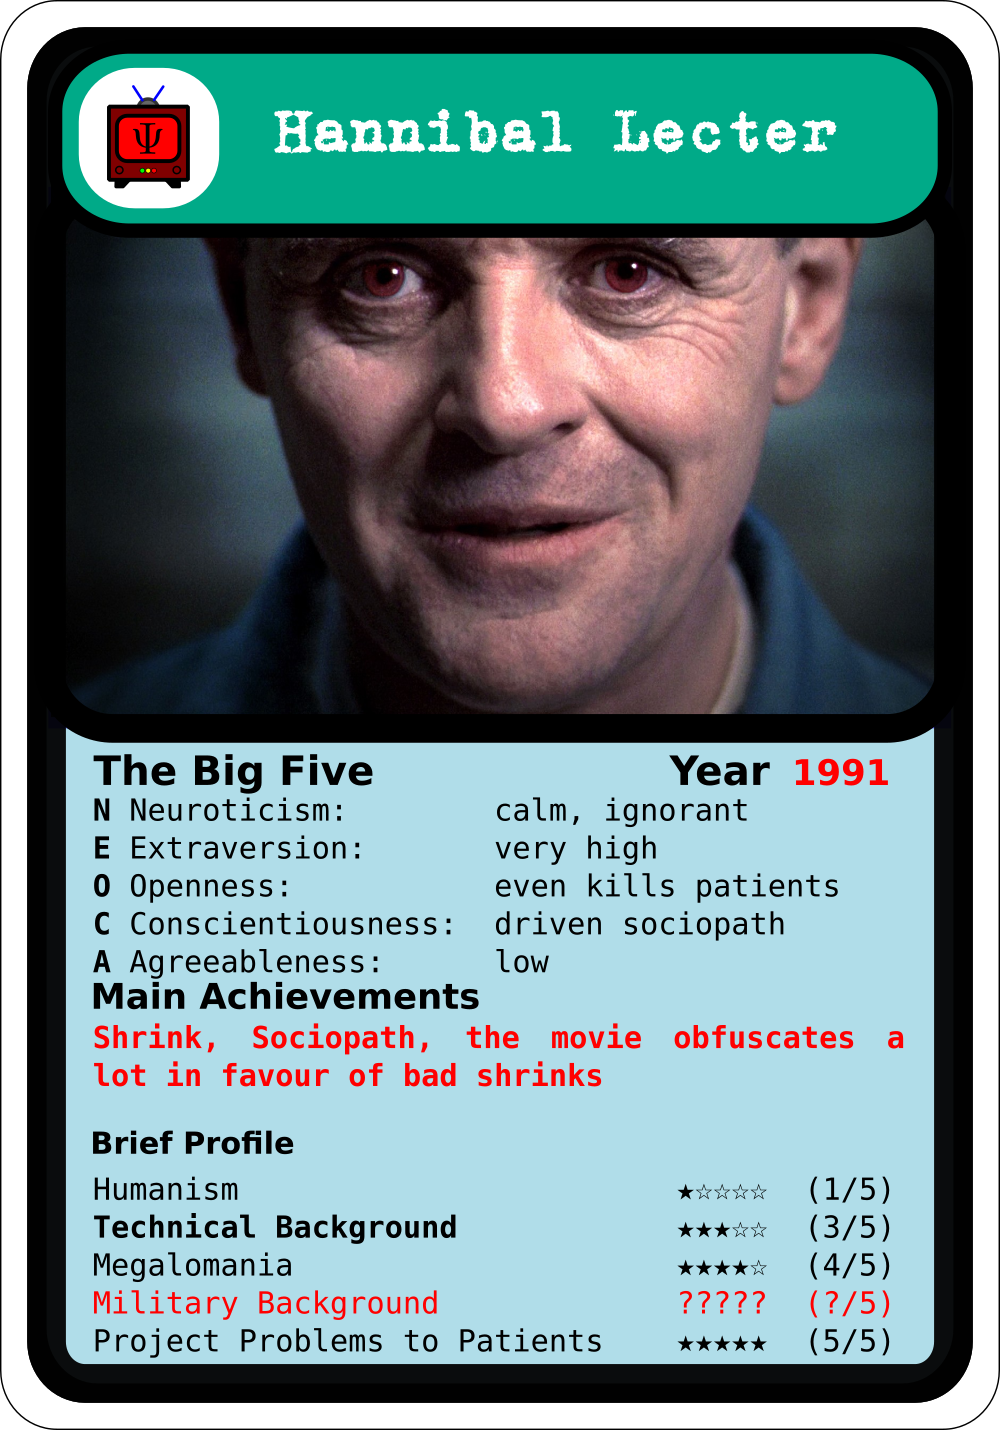 Ψ
Hannibal Lecter
The Big Five Year 1991
N Neuroticism: calm, ignorant
E Extraversion: very high
O Openness: even kills patients
C Conscientiousness: driven sociopath
A Agreeableness: low
Main Achievements
Shrink, Sociopath, the movie obfuscates a
lot in favour of bad shrinks
Brief Profile
Humanism ★☆☆☆☆ (1/5)
Technical Background ★★★☆☆ (3/5)
Megalomania ★★★★☆ (4/5)
Military Background ????? (?/5)
Project Problems to Patients ★★★★★ (5/5)